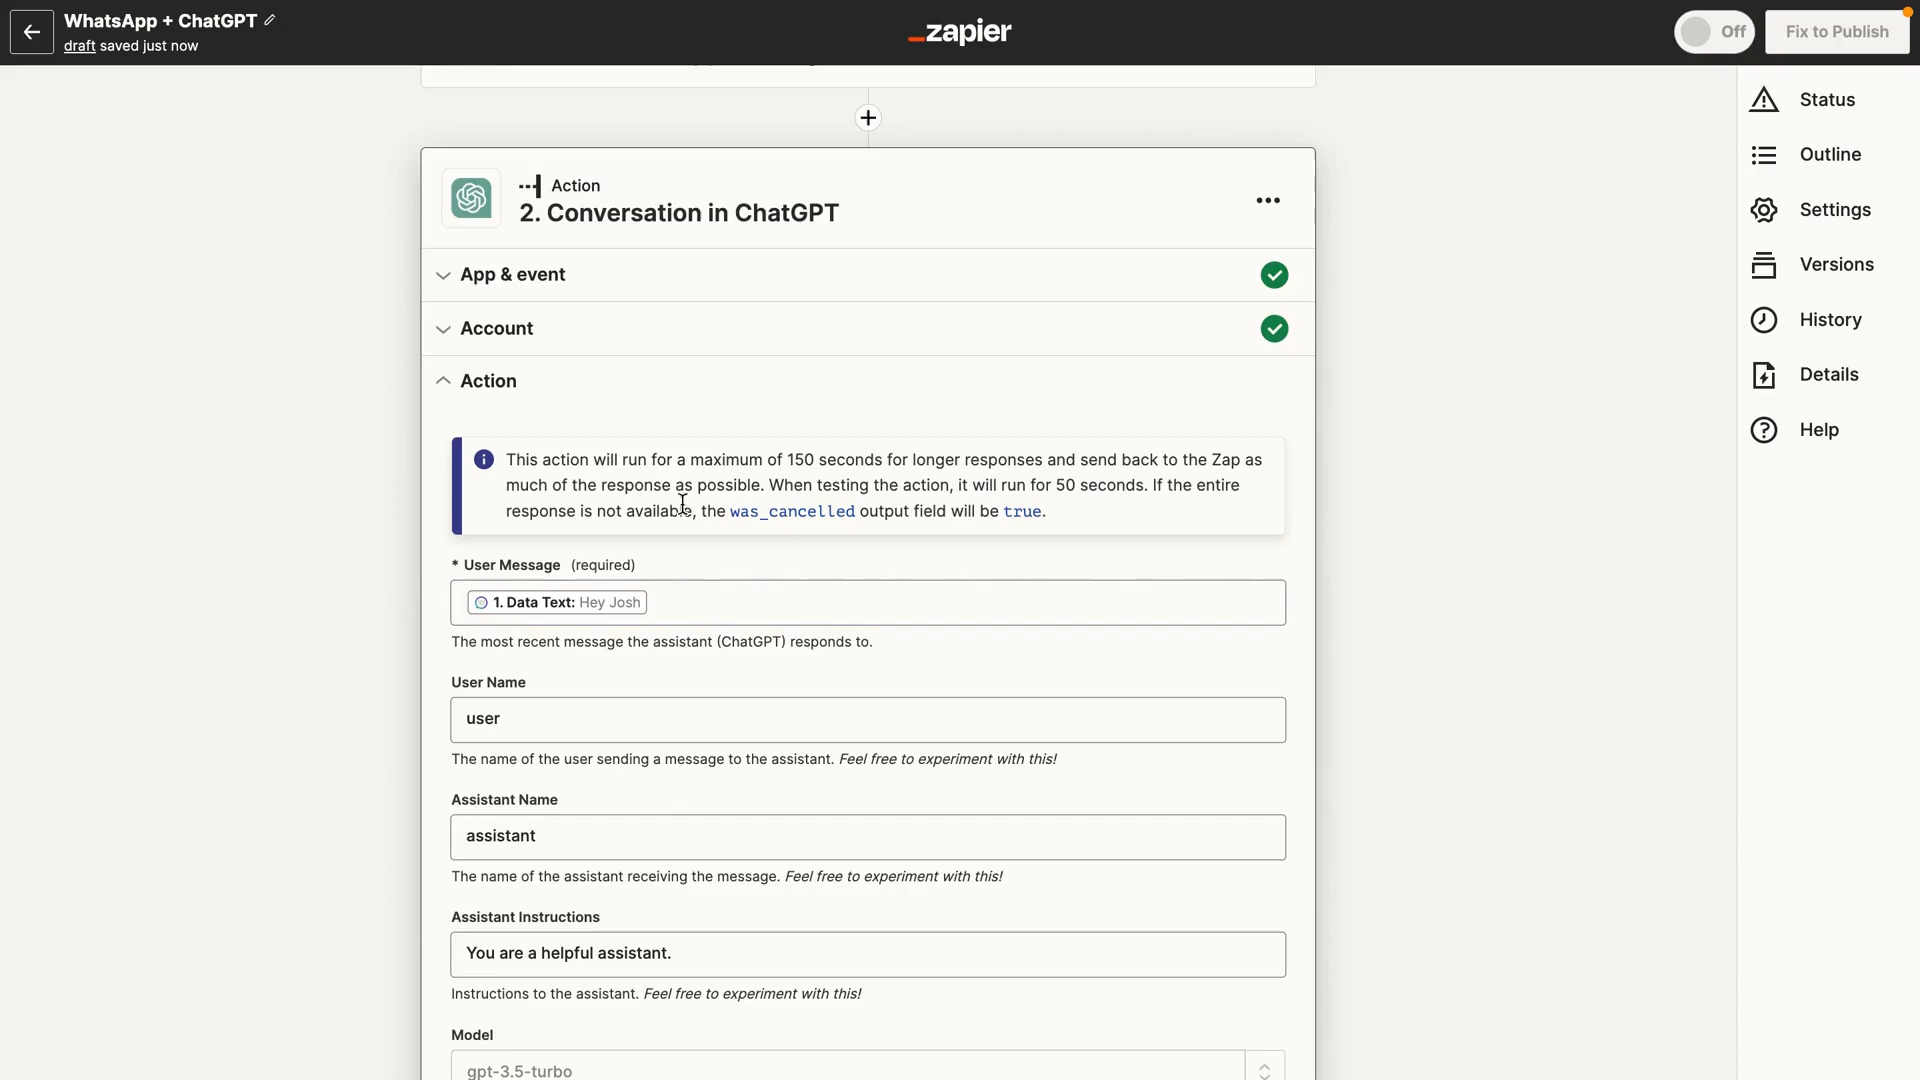 WhatsApp + ChatGPT
draft saved just now
zapier
Off
Fix to Publish
Status
Outline
Settings
Versions
History
Details
Help
Action
2. Conversation in ChatGPT
App & event
Account
Action
This action will run for a maximum of 150 seconds for longer responses and send back to the Zap as
much of the response as possible. When testing the action, it will run for 50 seconds. If the entire
response is not available, the was_cancelled output field will be true.
* User Message (required)
1. Data Text: Hey Josh
The most recent message the assistant (ChatGPT) responds to.
User Name
user
The name of the user sending a message to the assistant. Feel free to experiment with this!
Assistant Name
assistant
The name of the assistant receiving the message. Feel free to experiment with this!
Assistant Instructions
You are a helpful assistant.
Instructions to the assistant. Feel free to experiment with this!
Model
gpt-3.5-turbo